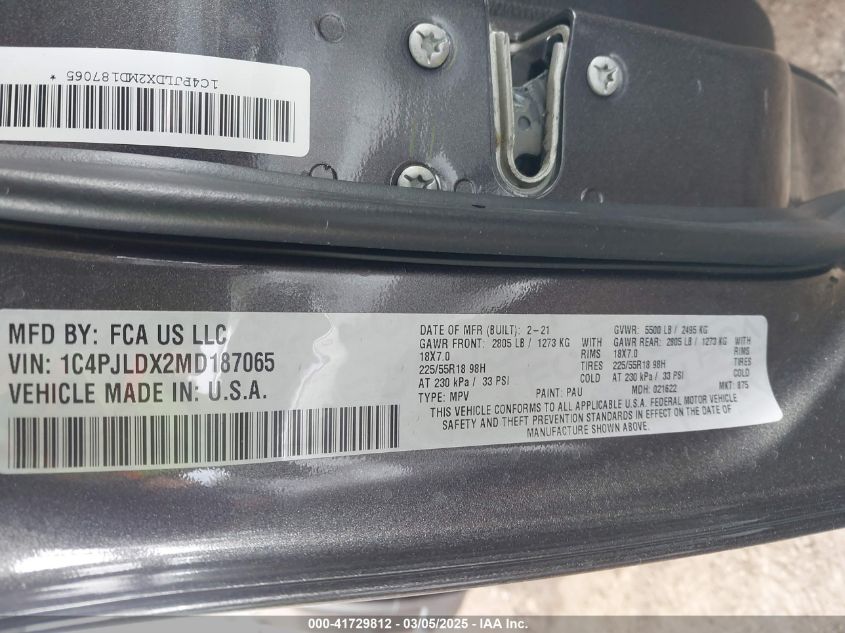 1C4PJLDX2MD187065 *
MFD BY: FCA US LLC
VIN: 1C4PJLDX2MD187065
VEHICLE MADE IN: U.S.A.
DATE OF MFR (BUILT): 2-21 GVWR: 5500 LB / 2495 KG
GAWR FRONT: 2805 LB / 1273 KG WITH GAWR REAR: 2805 LB / 1273 KG WITH
18X7.0 RIMS 18X7.0 RIMS
225/55R18 98H TIRES 225/55R18 98H TIRES
AT 230 kPa / 33 PSI COLD AT 230 kPa / 33 PSI COLD
TYPE: MPV PAINT: PAU MDH: 021622 MKT: 875
THIS VEHICLE CONFORMS TO ALL APPLICABLE U.S.A. FEDERAL MOTOR VEHICLE
SAFETY AND THEFT PREVENTION STANDARDS IN EFFECT ON THE DATE OF
MANUFACTURE SHOWN ABOVE.
000-41729812 - 03/05/2025 - IAA Inc.